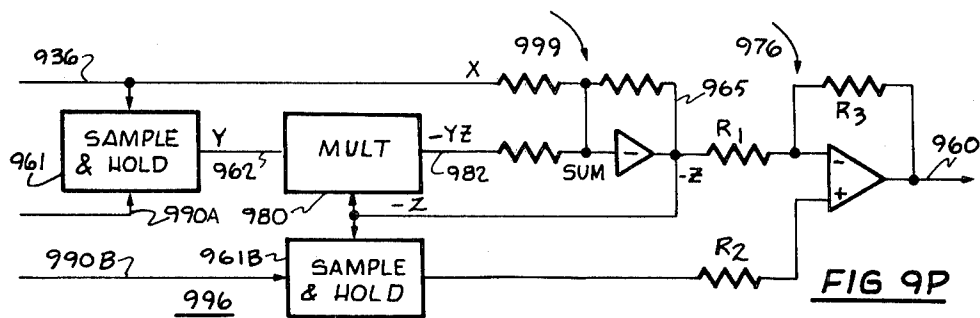 936
999
976
X
965
R3
SAMPLE
& HOLD
961
Y
962
MULT
-YZ
982
SUM
-
R1
-Z
-
+
960
990A
980
-Z
990B
961B
SAMPLE
& HOLD
R2
996
FIG 9P